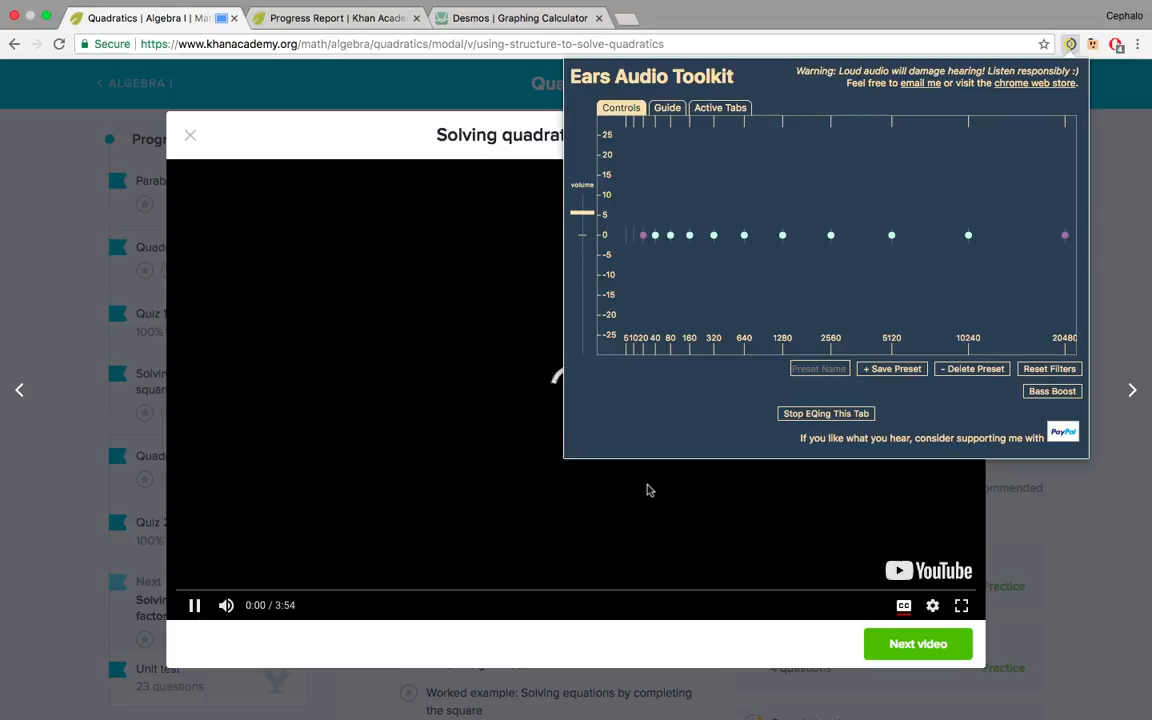 Quadratics | Algebra I | Ma
Progress Report | Khan Acade
Desmos | Graphing Calculator
Cephalo
Secure
https://www.khanacademy.org/math/algebra/quadratics/modal/v/using-structure-to-solve-quadratics
4
ALGEBRA I
Qua
Ears Audio Toolkit
Warning: Loud audio will damage hearing! Listen responsibly :)
Feel free to email me or visit the chrome web store.
Controls
Guide
Active Tabs
volume
25
20
15
10
5
0
-5
-10
-15
-20
-25
5 10 20 40 80 160 320 640 1280 2560 5120 10240 20480
Preset Name
+ Save Preset
- Delete Preset
Reset Filters
Bass Boost
Stop EQing This Tab
If you like what you hear, consider supporting me with
PayPal
Solving quadrat
Progr
Parab
Quad
Quiz 1
100%
Solvin
square
Quad
Quiz 2
100%
Next
Solvin
factor
Unit test
23 questions
YouTube
0:00 / 3:54
CC
Next video
ommended
Practice
4 questions
Practice
Worked example: Solving equations by completing
the square